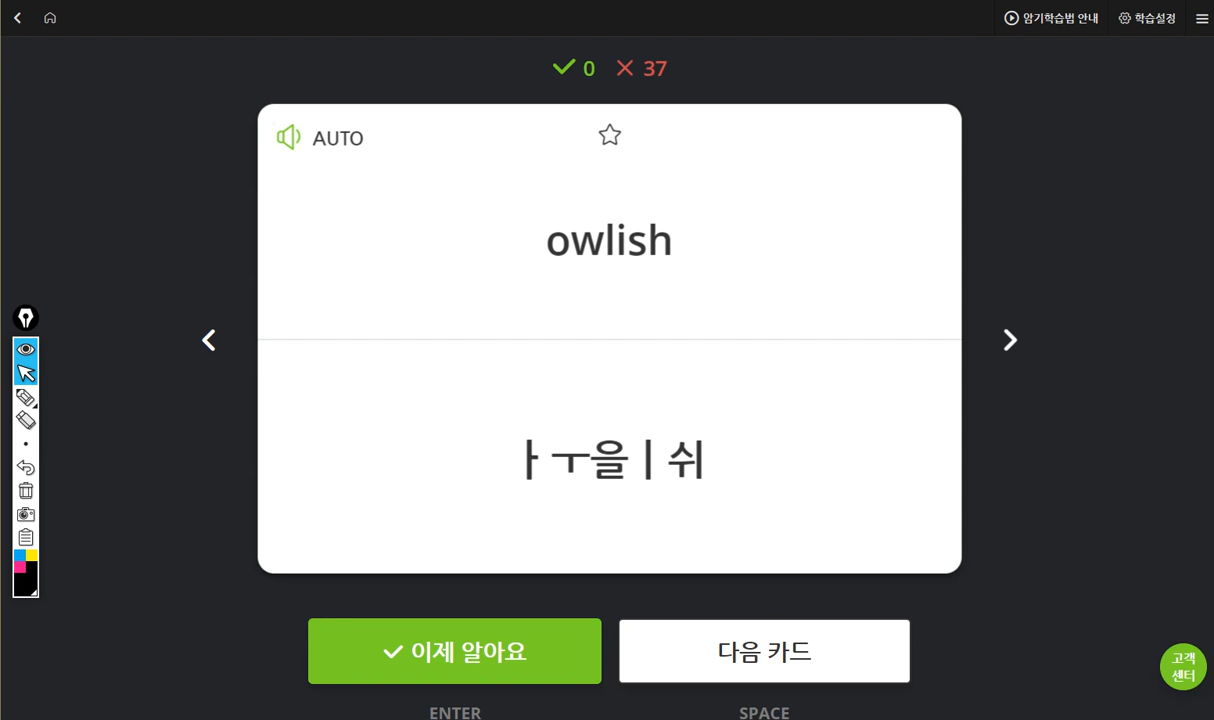 암기학습법 안내 학습설정
0 37
AUTO
owlish
ㅏㅜ을ㅣ쉬
이제 알아요 다음 카드
ENTER SPACE
고객
센터